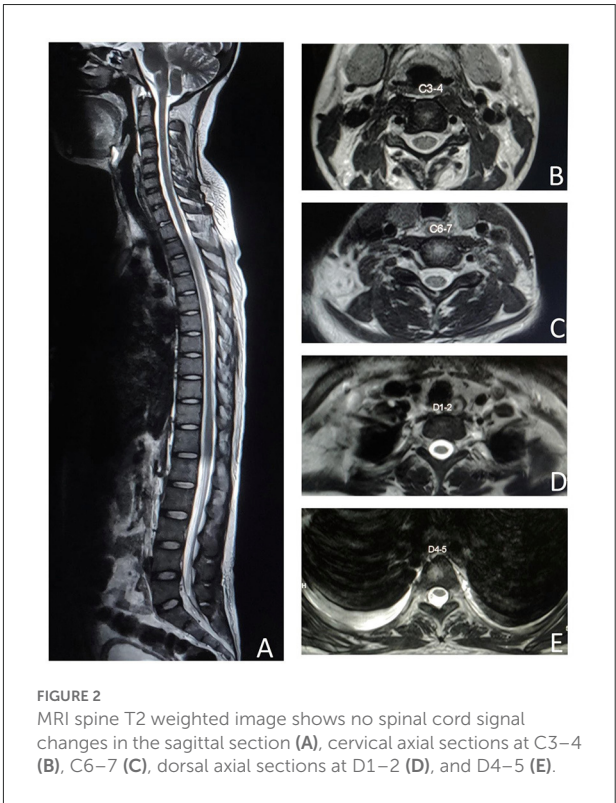 A
C3-4
B
C6-7
C
D1-2
D
D4-5
H
E
FIGURE 2
MRI spine T2 weighted image shows no spinal cord signal
changes in the sagittal section (A), cervical axial sections at C3–4
(B), C6–7 (C), dorsal axial sections at D1–2 (D), and D4–5 (E).